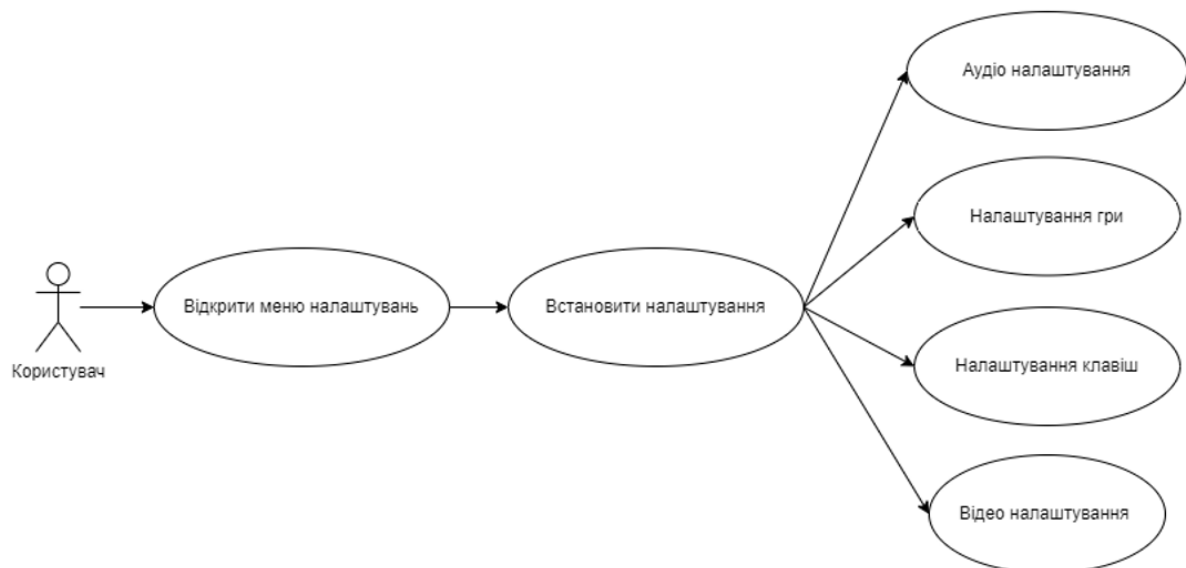 Аудіо налаштування
Налаштування гри
Відкрити меню налаштувань
Встановити налаштування
Налаштування клавіш
Користувач
Відео налаштування